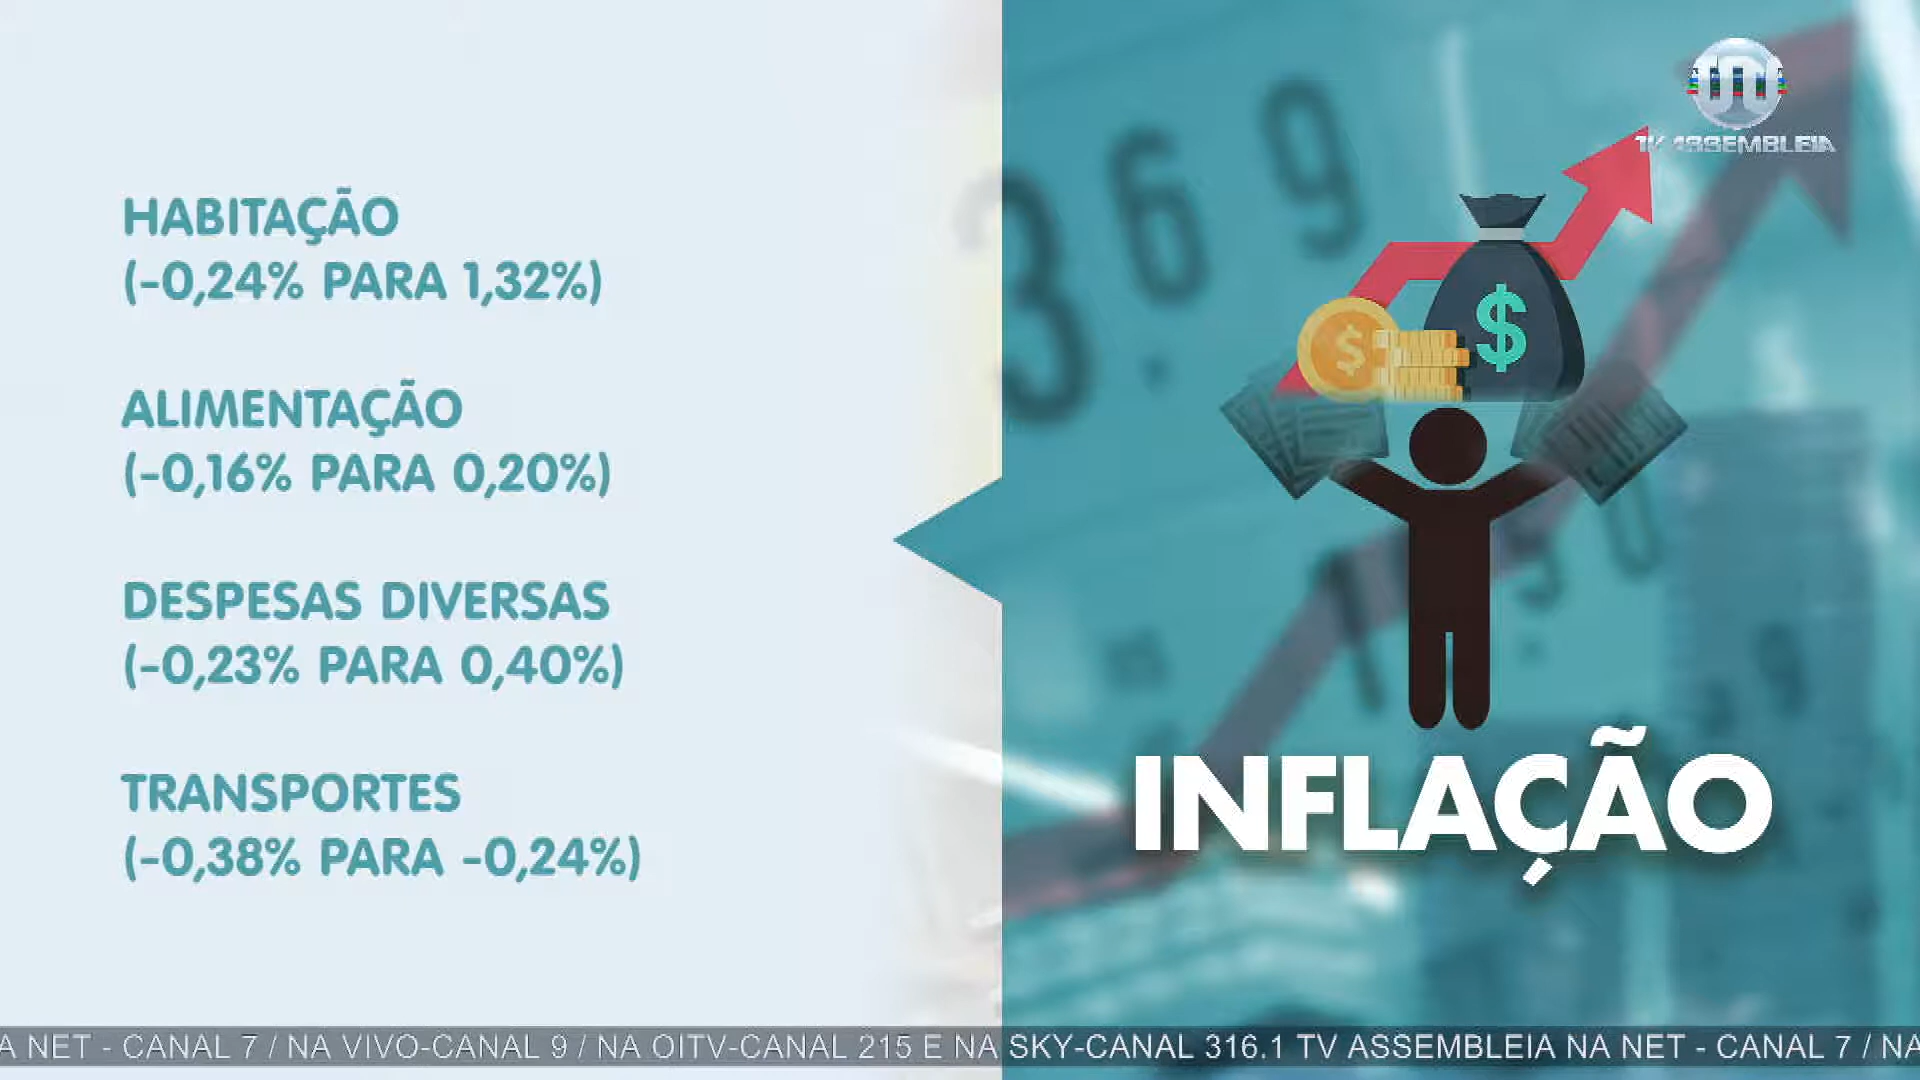 HABITAÇÃO
(-0,24% PARA 1,32%)
ALIMENTAÇÃO
(-0,16% PARA 0,20%)
DESPESAS DIVERSAS
(-0,23% PARA 0,40%)
TRANSPORTES
(-0,38% PARA -0,24%)
TV ASSEMBLEIA
3.69
$
$
INFLAÇÃO
A NET - CANAL 7 / NA VIVO-CANAL 9 / NA OITV-CANAL 215 E NA SKY-CANAL 316.1 TV ASSEMBLEIA NA NET - CANAL 7 / NA